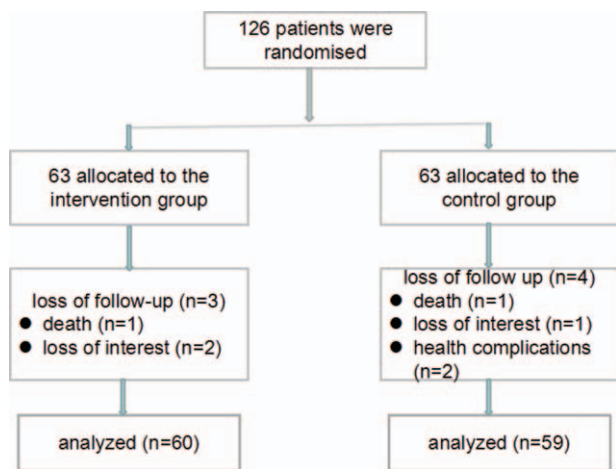 126 patients were
randomised
63 allocated to the
intervention group
63 allocated to the
control group
loss of follow-up (n=3)
● death (n=1)
● loss of interest (n=2)
loss of follow up (n=4)
● death (n=1)
● loss of interest (n=1)
● health complications
(n=2)
analyzed (n=60)
analyzed (n=59)